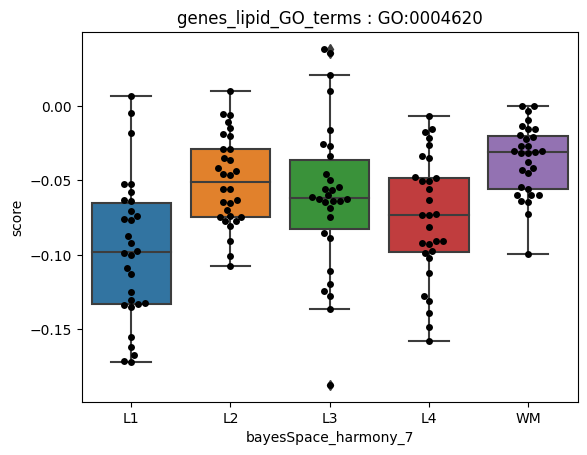 genes_lipid_GO_terms : GO:0004620
score
0.00
−0.05
−0.10
−0.15
L1 L2 L3 L4 WM
bayesSpace_harmony_7